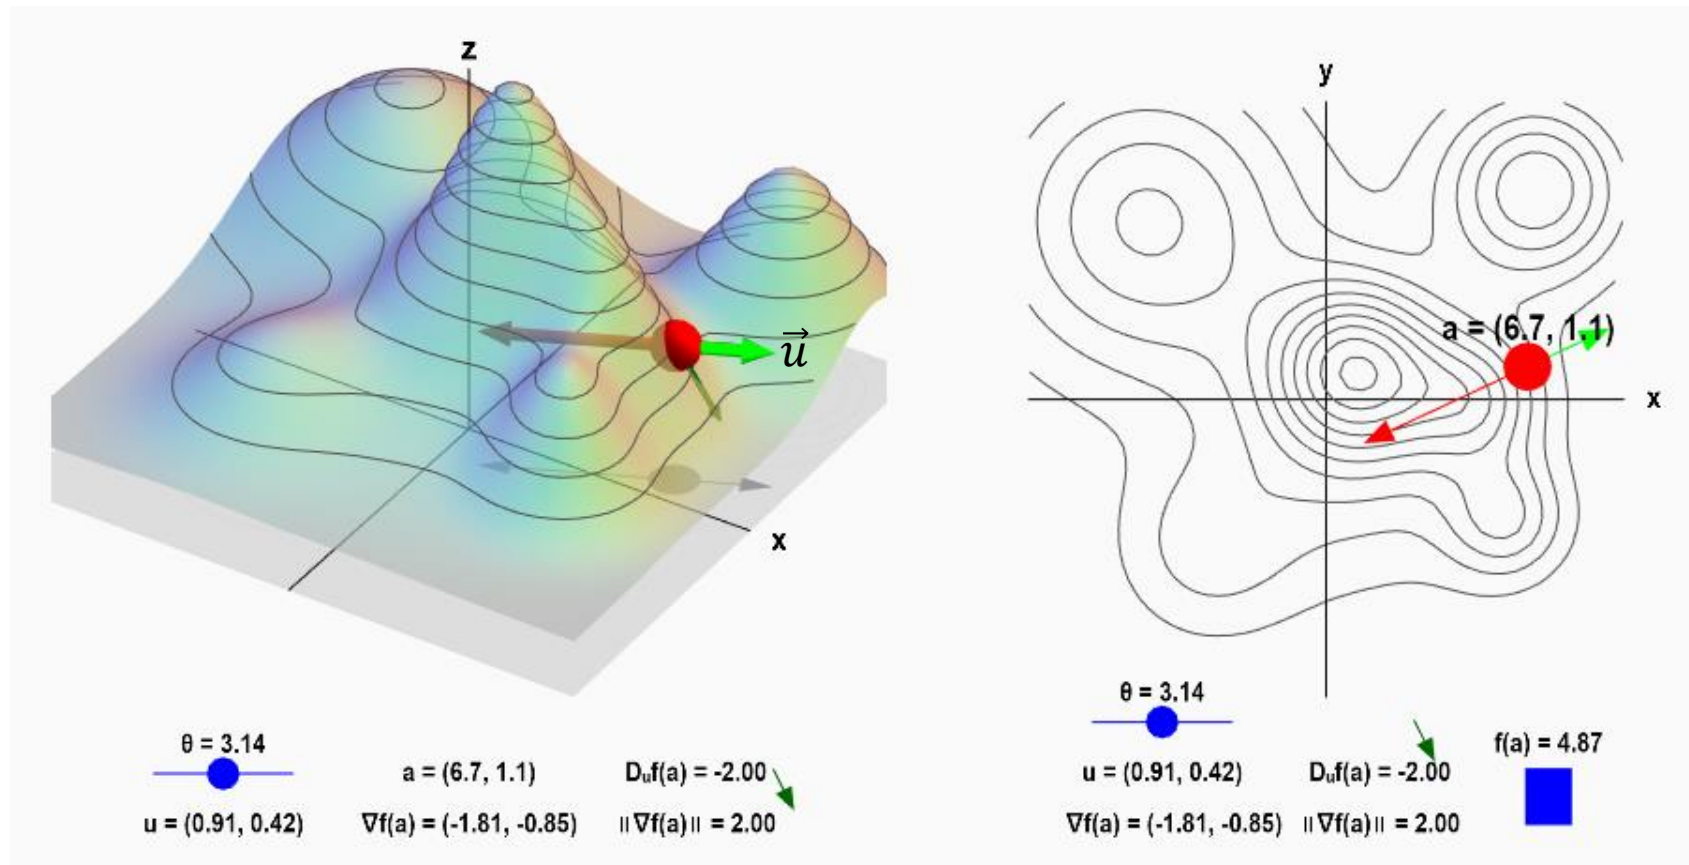 z
u
x
θ = 3.14
a = (6.7, 1.1)
Duf(a) = -2.00
u = (0.91, 0.42)
∇f(a) = (-1.81, -0.85)
॥∇f(a)॥ = 2.00
y
a = (6.7, 1.1)
x
θ = 3.14
f(a) = 4.87
u = (0.91, 0.42)
Duf(a) = -2.00
∇f(a) = (-1.81, -0.85)
॥∇f(a)॥ = 2.00